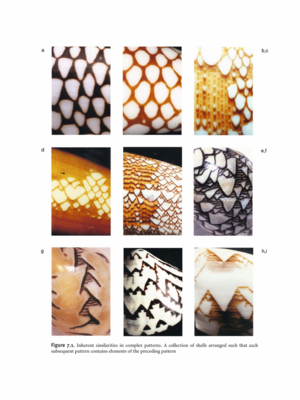 a
b,c
d
e,f
g
h,i
Figure 7.1. Inherent similarities in complex patterns. A collection of shells arranged such that each
subsequent pattern contains elements of the preceding pattern